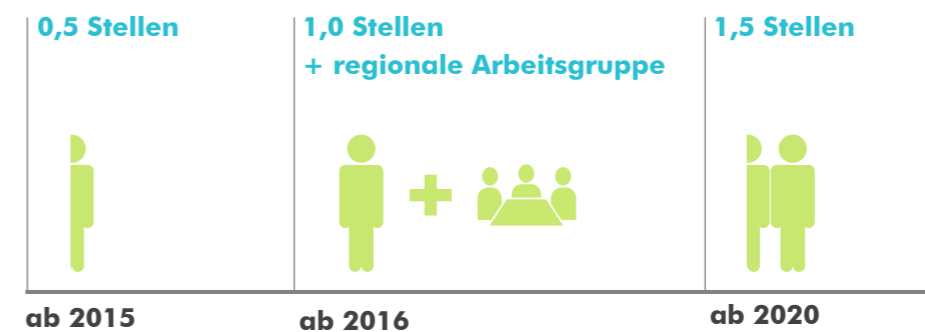 0,5 Stellen
1,0 Stellen
+ regionale Arbeitsgruppe
1,5 Stellen
ab 2015
ab 2016
ab 2020